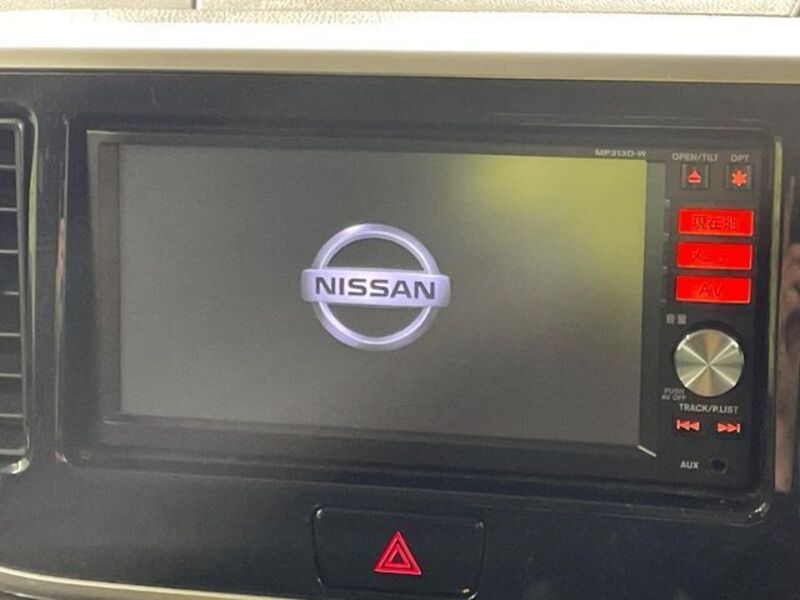 MP313D-W
OPEN/TILT
OPT
現在地
メニュー
AV
音量
NISSAN
PUSH
AV OFF
TRACK/P.LIST
AUX